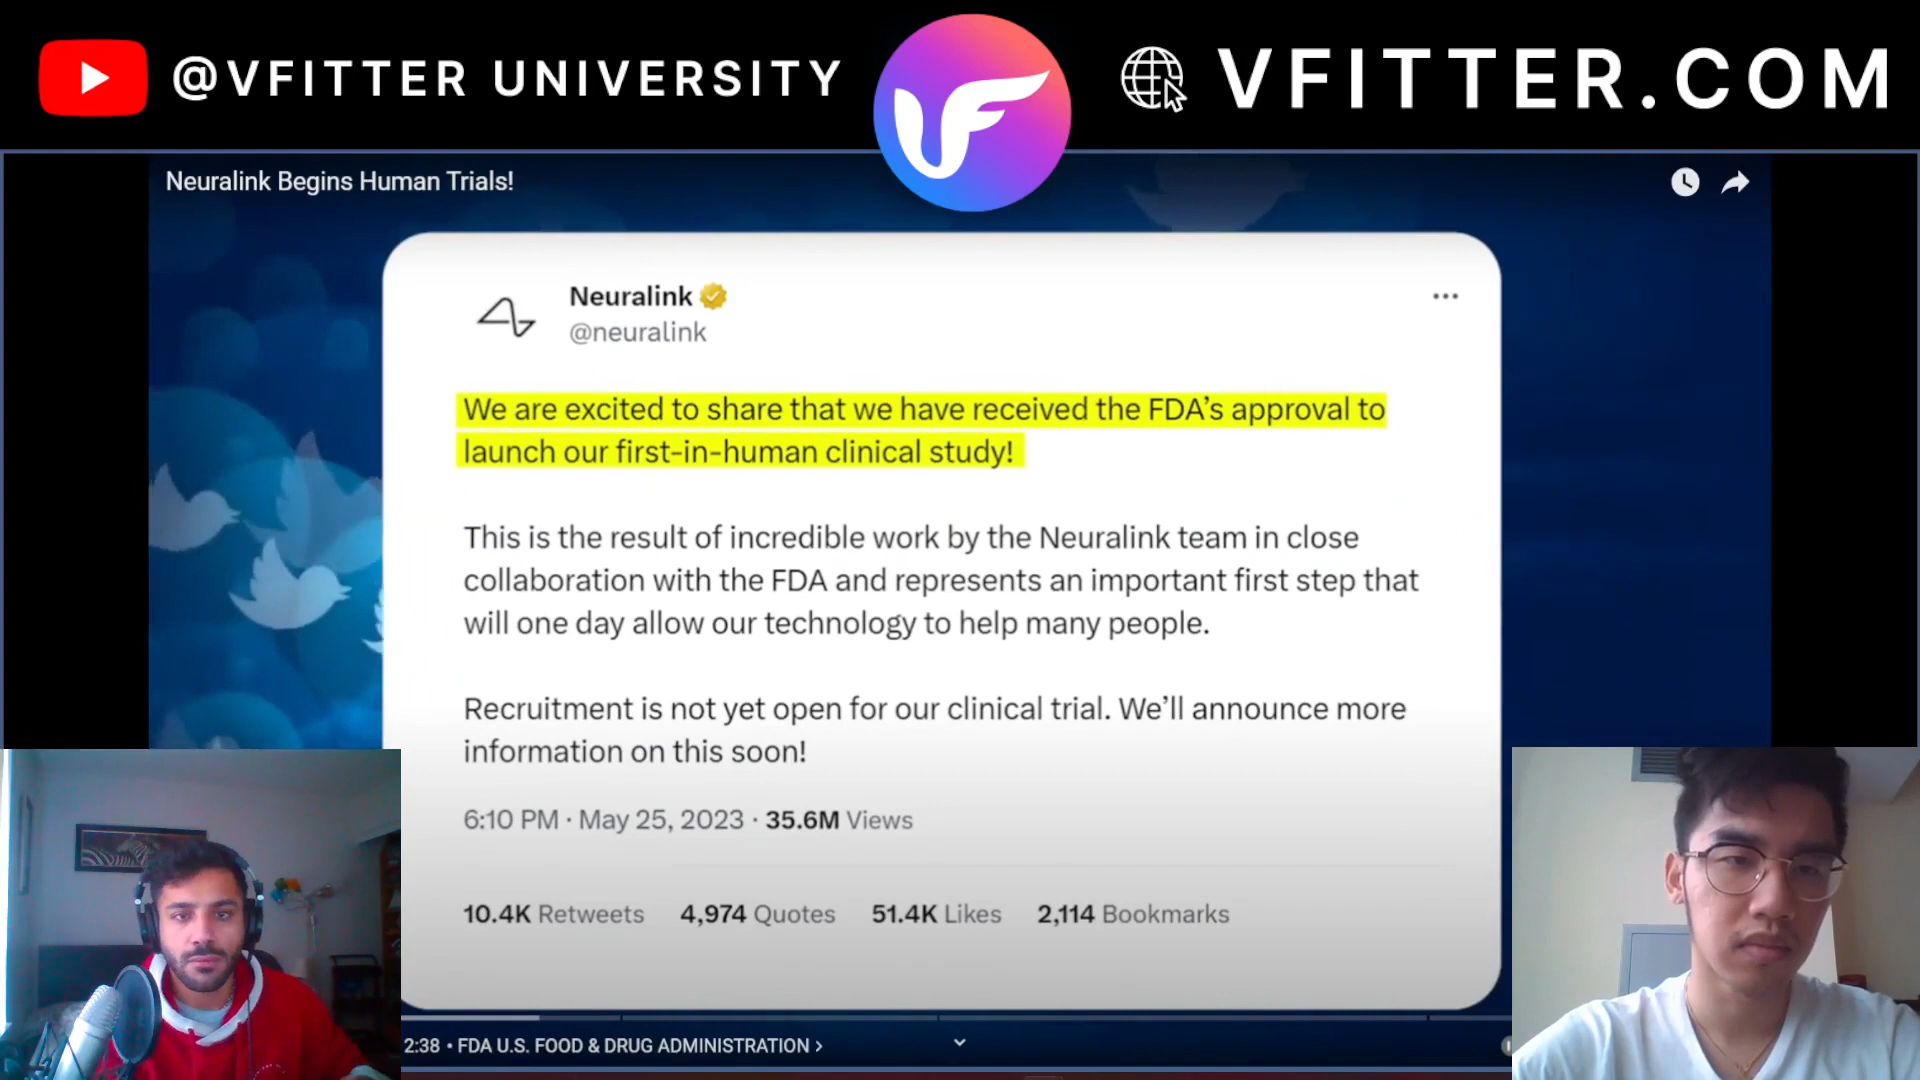 @VFITTER UNIVERSITY
VFITTER.COM
Neuralink Begins Human Trials!
Neuralink
@neuralink
We are excited to share that we have received the FDA’s approval to
launch our first-in-human clinical study!
This is the result of incredible work by the Neuralink team in close
collaboration with the FDA and represents an important first step that
will one day allow our technology to help many people.
Recruitment is not yet open for our clinical trial. We’ll announce more
information on this soon!
6:10 PM · May 25, 2023 · 35.6M Views
10.4K Retweets 4,974 Quotes 51.4K Likes 2,114 Bookmarks
2:38 • FDA U.S. FOOD & DRUG ADMINISTRATION >